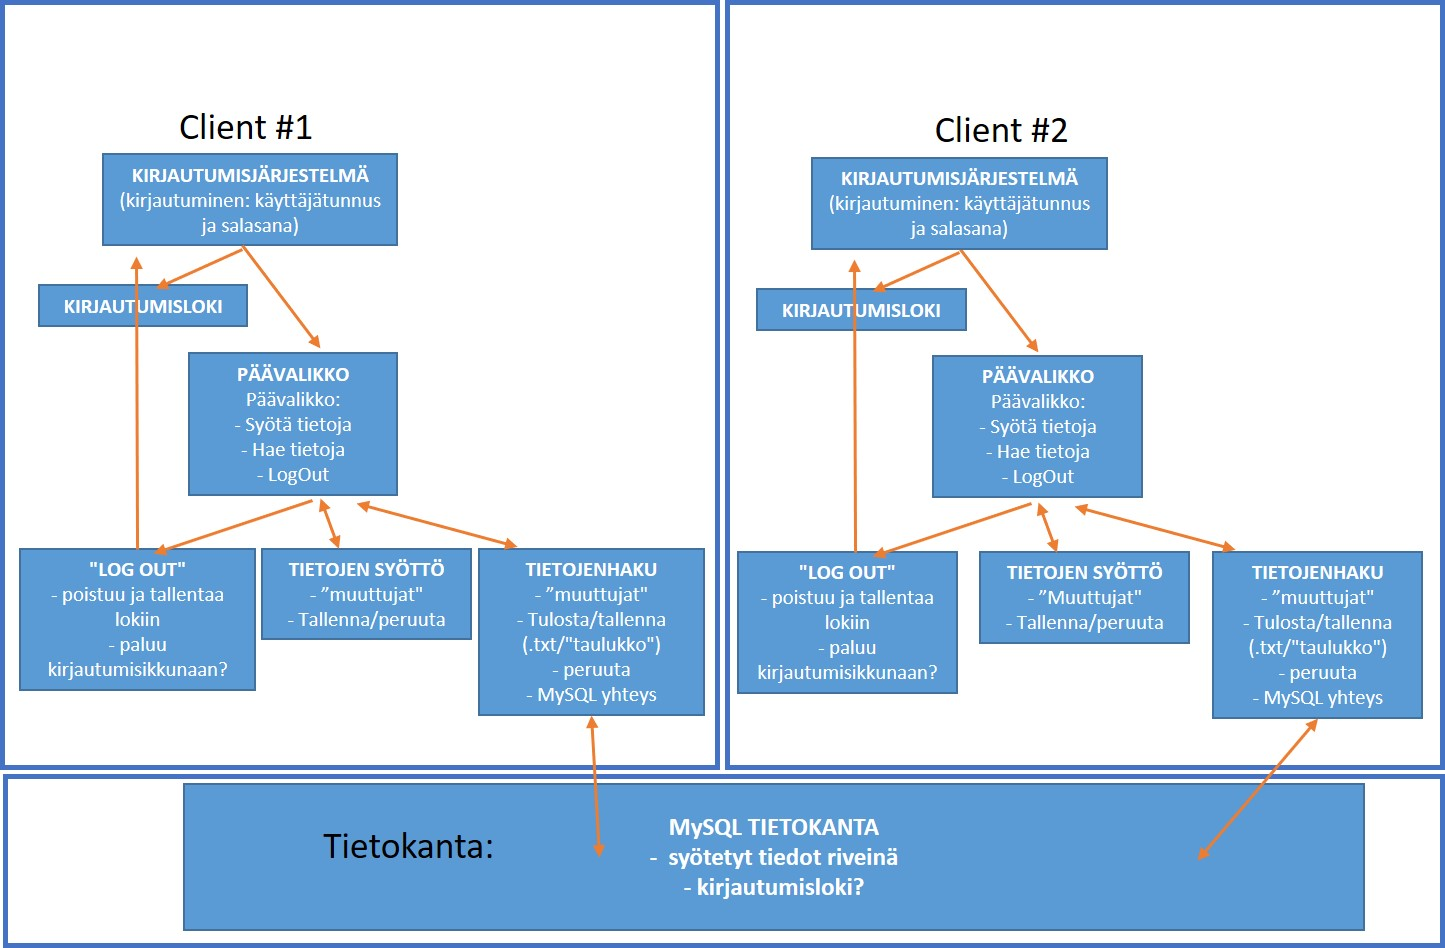 Client #1
KIRJAUTUMISJÄRJESTELMÄ
(kirjautuminen: käyttäjätunnus
ja salasana)
KIRJAUTUMISLOKI
PÄÄVALIKKO
Päävalikko:
- Syötä tietoja
- Hae tietoja
- LogOut
"LOG OUT"
- poistuu ja tallentaa
lokiin
- paluu
kirjautumisikkunaan?
TIETOJEN SYÖTTÖ
- ”muuttujat"
- Tallenna/peruuta
TIETOJENHAKU
- ”muuttujat"
- Tulosta/tallenna
(.txt/"taulukko")
- peruuta
- MySQL yhteys
Client #2
KIRJAUTUMISJÄRJESTELMÄ
(kirjautuminen: käyttäjätunnus
ja salasana)
KIRJAUTUMISLOKI
PÄÄVALIKKO
Päävalikko:
- Syötä tietoja
- Hae tietoja
- LogOut
"LOG OUT"
- poistuu ja tallentaa
lokiin
- paluu
kirjautumisikkunaan?
TIETOJEN SYÖTTÖ
- ”Muuttujat"
- Tallenna/peruuta
TIETOJENHAKU
- ”muuttujat"
- Tulosta/tallenna
(.txt/"taulukko")
- peruuta
- MySQL yhteys
Tietokanta:
MySQL TIETOKANTA
- syötetyt tiedot riveinä
- kirjautumisloki?